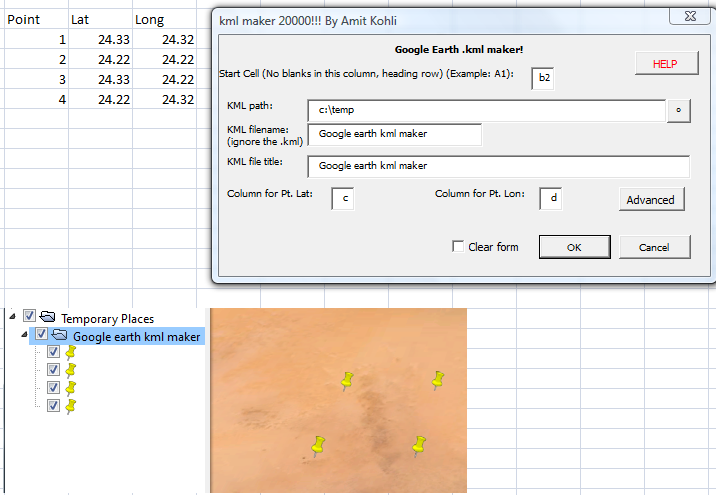 Point Lat Long
1 24.33 24.32
2 24.22 24.22
3 24.33 24.22
4 24.22 24.32
kml maker 20000!!! By Amit Kohli
Google Earth .kml maker!
HELP
Start Cell (No blanks in this column, heading row) (Example: A1): b2
KML path: c:\temp °
KML filename:
(ignore the .kml) Google earth kml maker
KML file title: Google earth kml maker
Column for Pt. Lat: c Column for Pt. Lon: d Advanced
Clear form OK Cancel
Temporary Places
Google earth kml maker